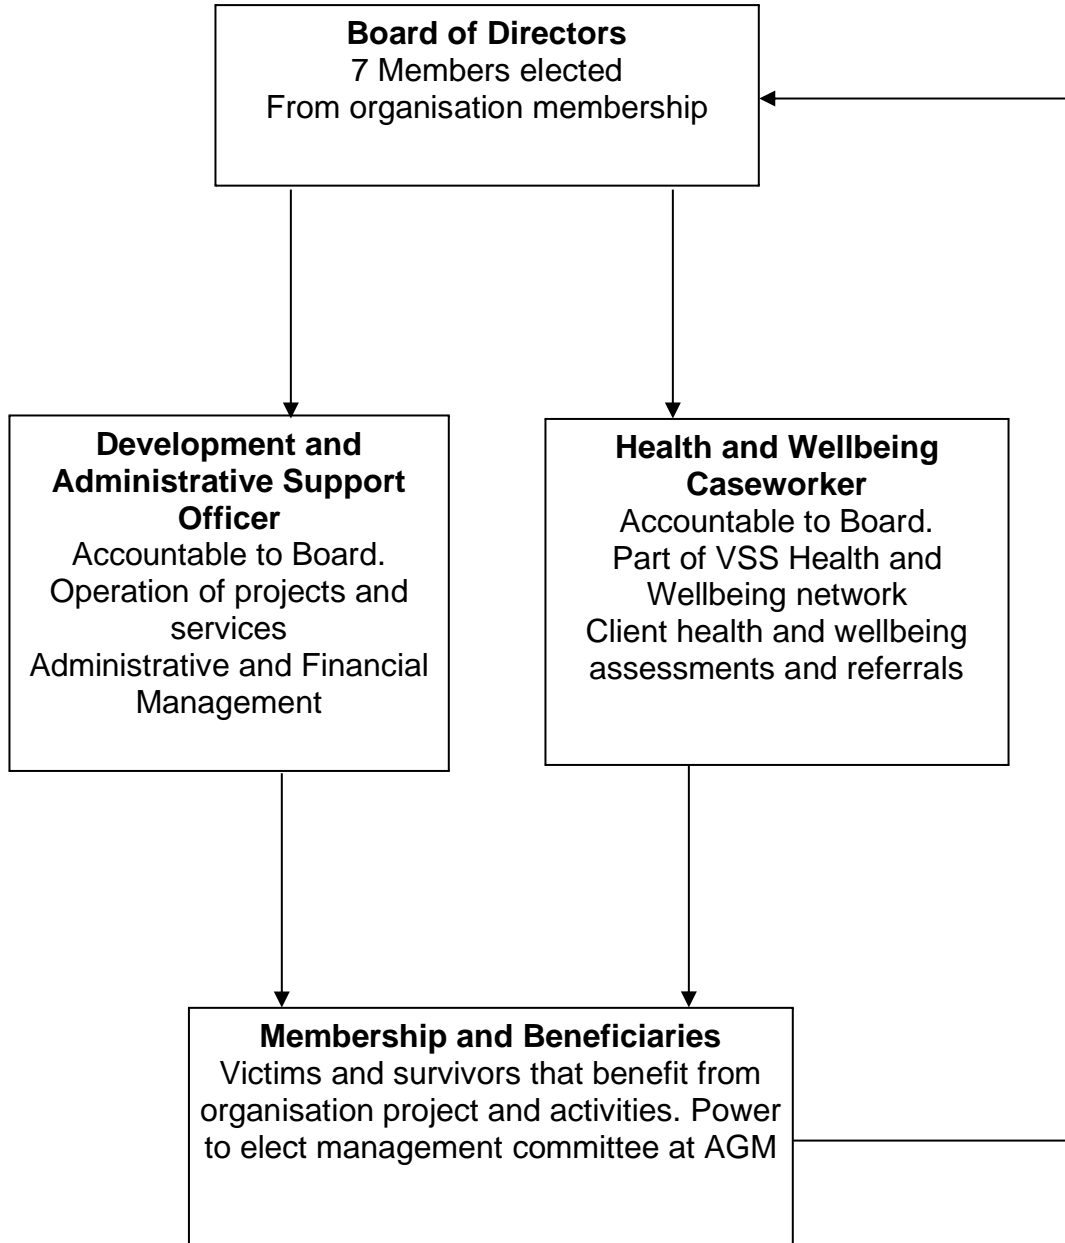 Board of Directors
7 Members elected
From organisation membership
Development and
Administrative Support
Officer
Accountable to Board.
Operation of projects and
services
Administrative and Financial
Management
Health and Wellbeing
Caseworker
Accountable to Board.
Part of VSS Health and
Wellbeing network
Client health and wellbeing
assessments and referrals
Membership and Beneficiaries
Victims and survivors that benefit from
organisation project and activities. Power
to elect management committee at AGM